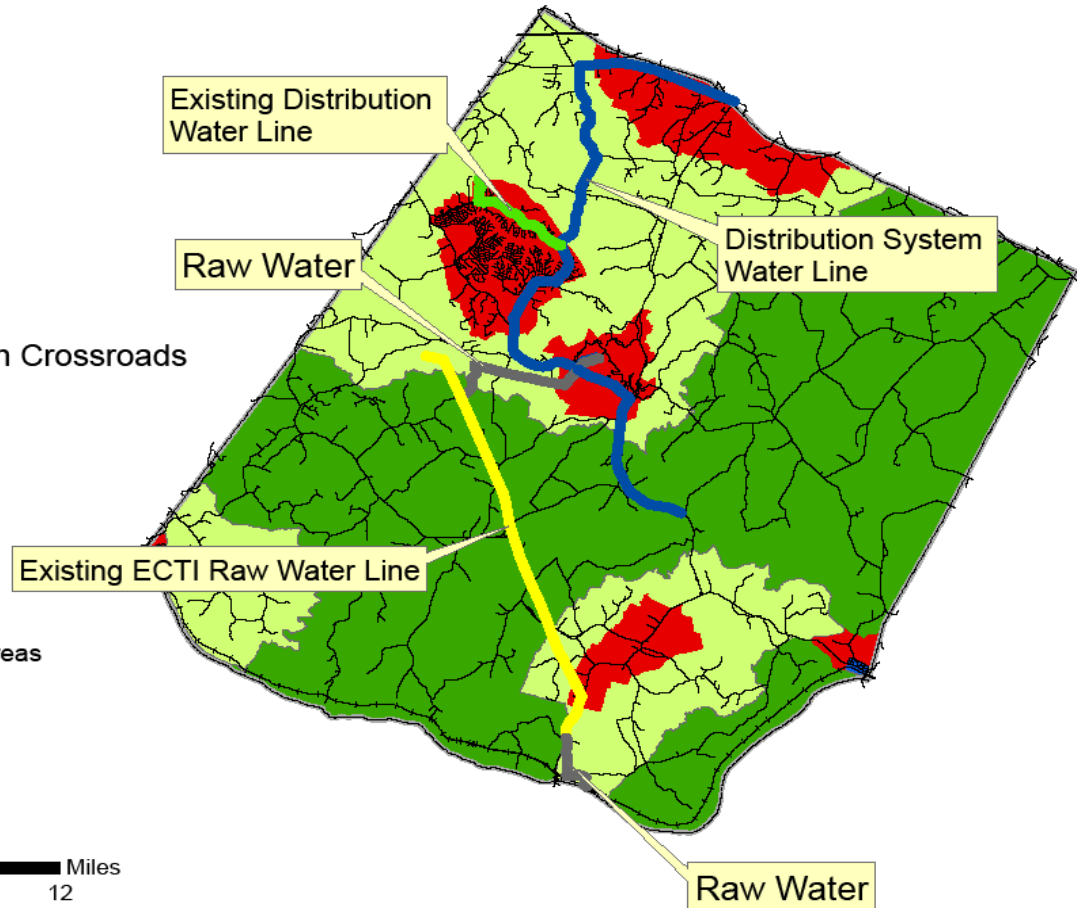 Existing Distribution
Water Line
Raw Water
Distribution System
Water Line
n Crossroads
Existing ECTI Raw Water Line
reas
Miles
12
Raw Water